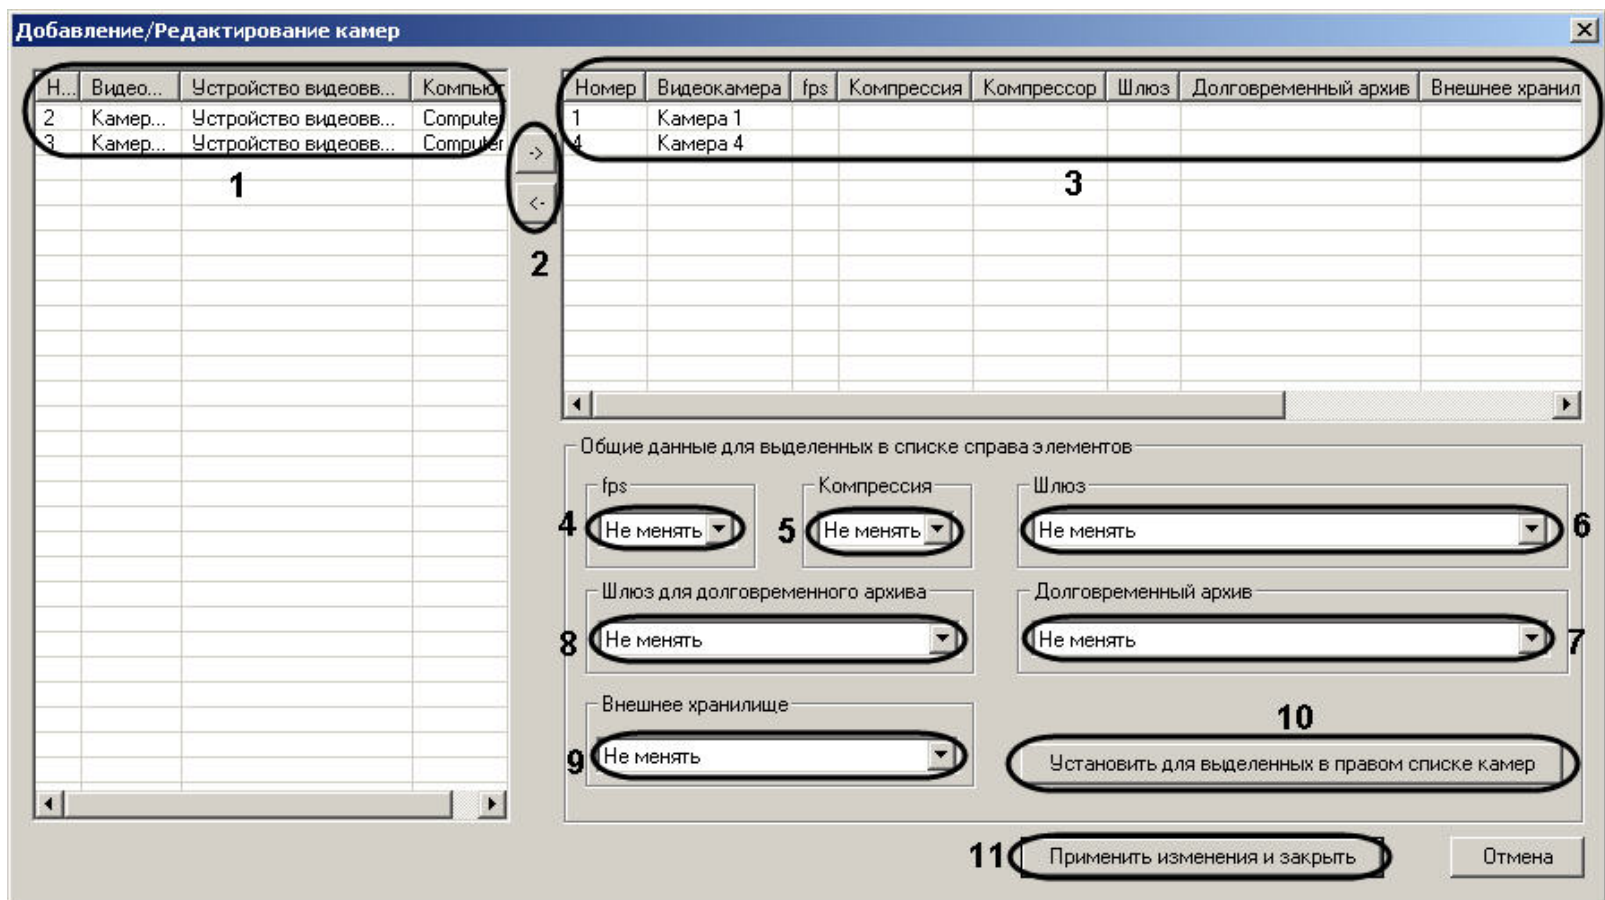 Добавление/Редактирование камер
Н... Видео... Устройство видеовв... Компьют
2 Камер... Устройство видеовв... Computer
3 Камер... Устройство видеовв... Computer
1
->
<-
2
Номер Видеокамера fps Компрессия Компрессор Шлюз Долговременный архив Внешнее хранил
1 Камера 1
4 Камера 4
3
Общие данные для выделенных в списке справа элементов
fps Компрессия Шлюз
4 Не менять 5 Не менять Не менять 6
Шлюз для долговременного архива Долговременный архив
8 Не менять Не менять 7
Внешнее хранилище
10
9 Не менять Установить для выделенных в правом списке камер
11 Применить изменения и закрыть Отмена